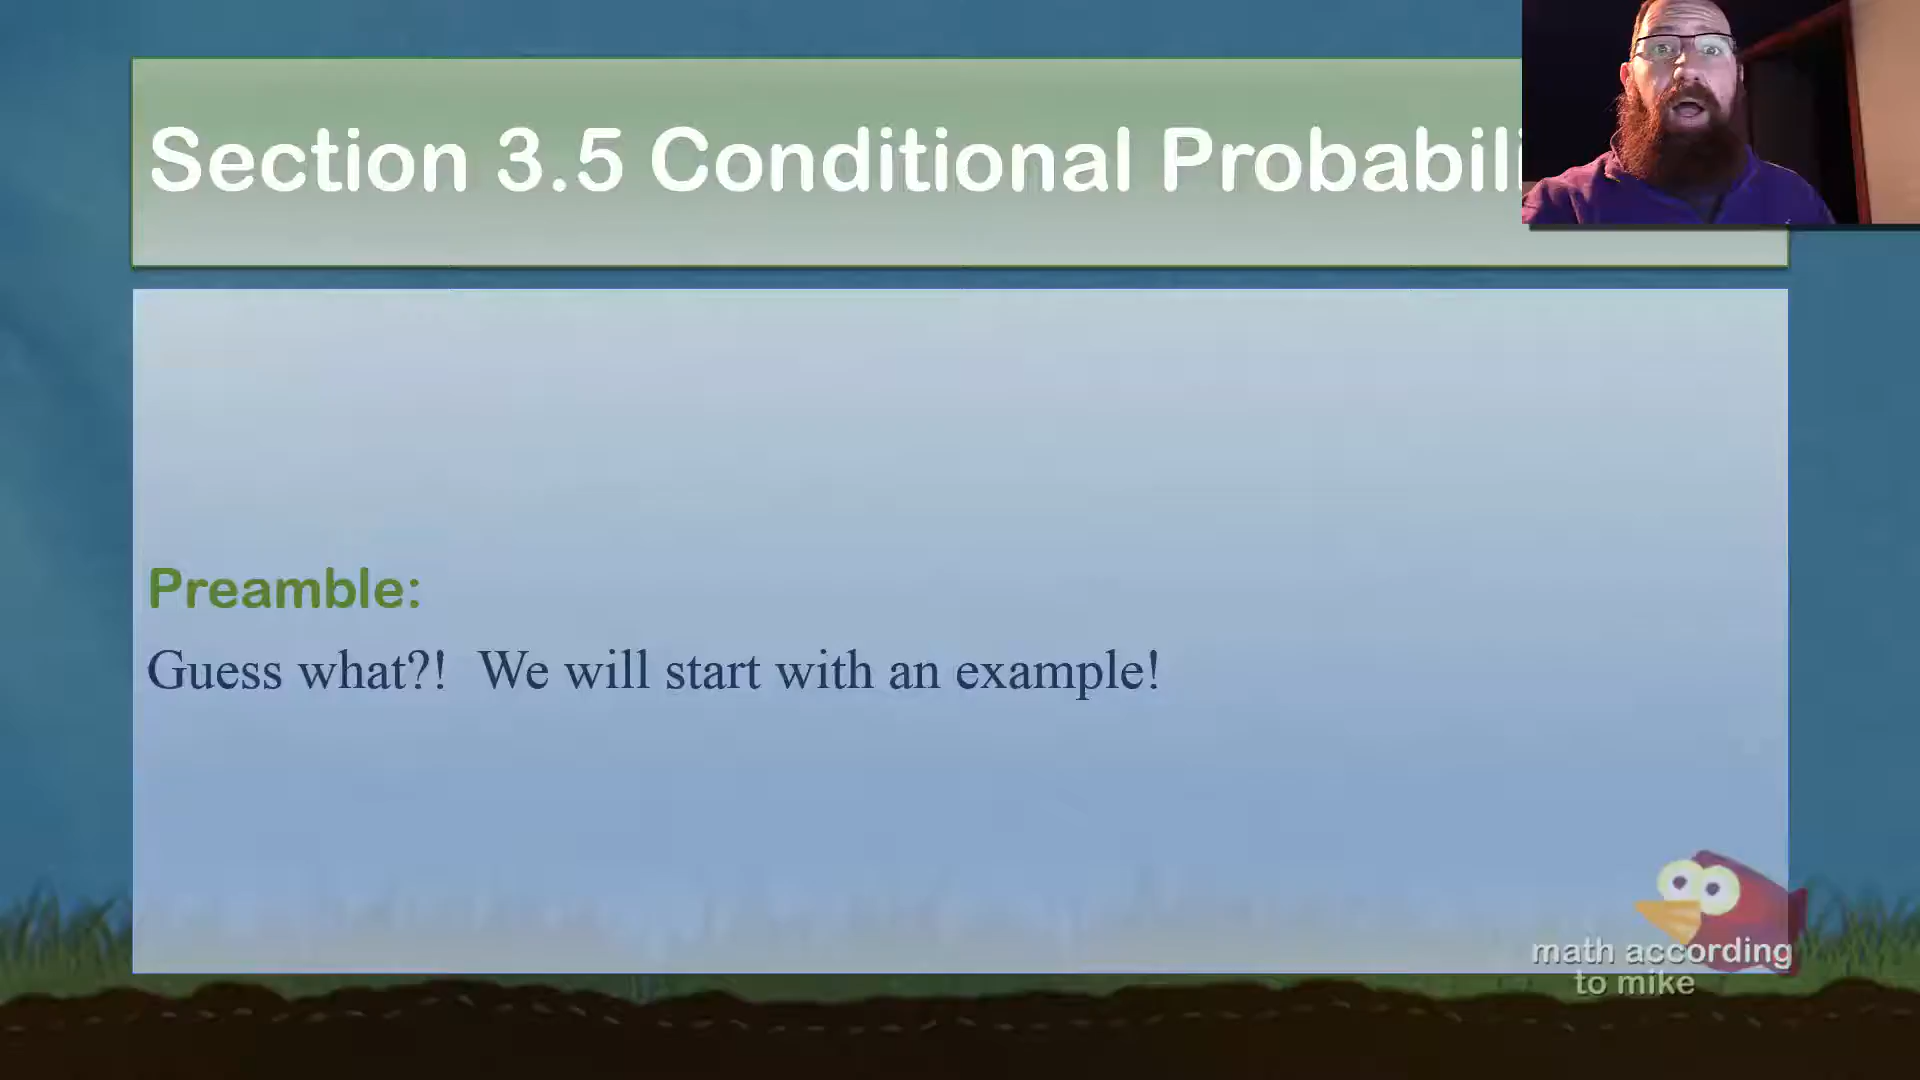 Section 3.5 Conditional Probabili
Preamble:
Guess what?! We will start with an example!
math according
to mike